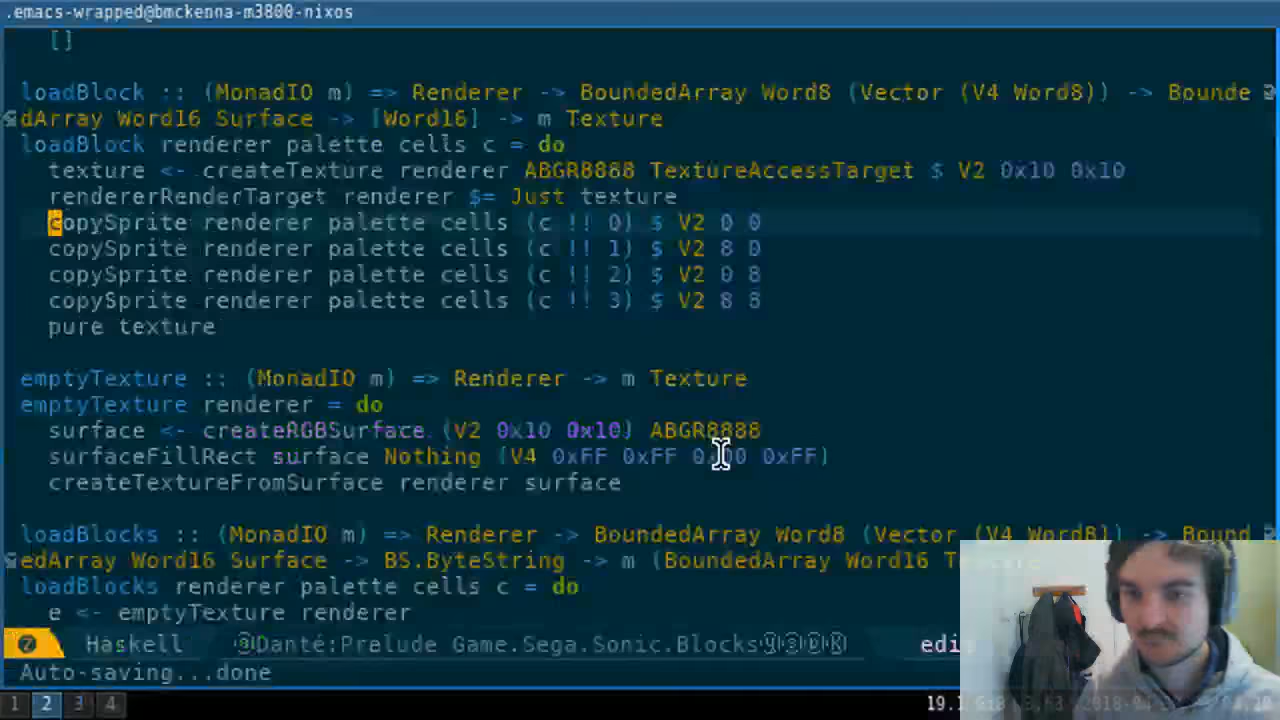 .emacs-wrapped@bmckenna-m3800-nixos
[]
loadBlock :: (MonadIO m) => Renderer -> BoundedArray Word8 (Vector (V4 Word8)) -> Bounde
dArray Word16 Surface -> [Word16] -> m Texture
loadBlock renderer palette cells c = do
texture <- createTexture renderer ABGR8888 TextureAccessTarget $ V2 0x10 0x10
rendererRenderTarget renderer $= Just texture
copySprite renderer palette cells (c !! 0) $ V2 0 0
copySprite renderer palette cells (c !! 1) $ V2 8 0
copySprite renderer palette cells (c !! 2) $ V2 0 8
copySprite renderer palette cells (c !! 3) $ V2 8 8
pure texture
emptyTexture :: (MonadIO m) => Renderer -> m Texture
emptyTexture renderer = do
surface <- createRGBSurface (V2 0x10 0x10) ABGR8888
surfaceFillRect surface Nothing (V4 0xFF 0xFF 0x00 0xFF)
createTextureFromSurface renderer surface
loadBlocks :: (MonadIO m) => Renderer -> BoundedArray Word8 (Vector (V4 Word8)) -> Bound
edArray Word16 Surface -> BS.ByteString -> m (BoundedArray Word16
loadBlocks renderer palette cells c = do
e <- emptyTexture renderer
2 Haskell Danté:Prelude Game.Sega.Sonic.Blocks
Auto-saving...done
1 2 3 4